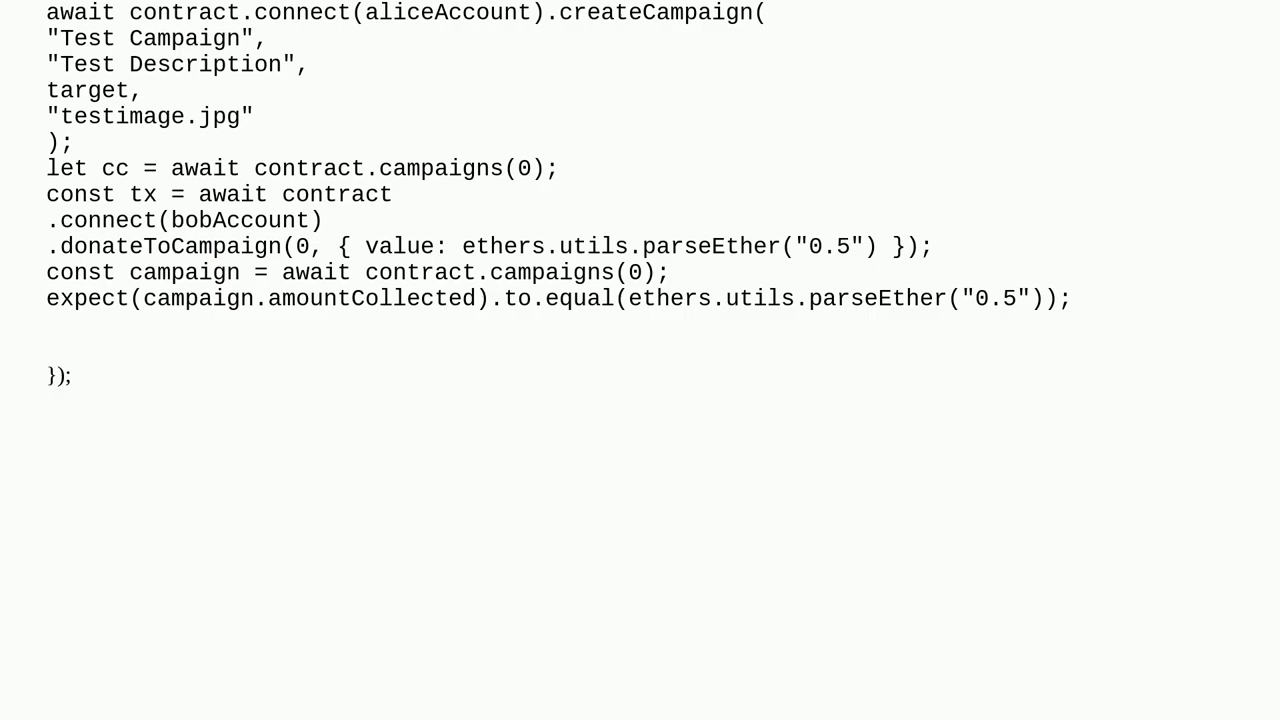 await contract.connect(aliceAccount).createCampaign(
"Test Campaign",
"Test Description",
target,
"testimage.jpg"
);
let cc = await contract.campaigns(0);
const tx = await contract
.connect(bobAccount)
.donateToCampaign(0, { value: ethers.utils.parseEther("0.5") });
const campaign = await contract.campaigns(0);
expect(campaign.amountCollected).to.equal(ethers.utils.parseEther("0.5"));
});